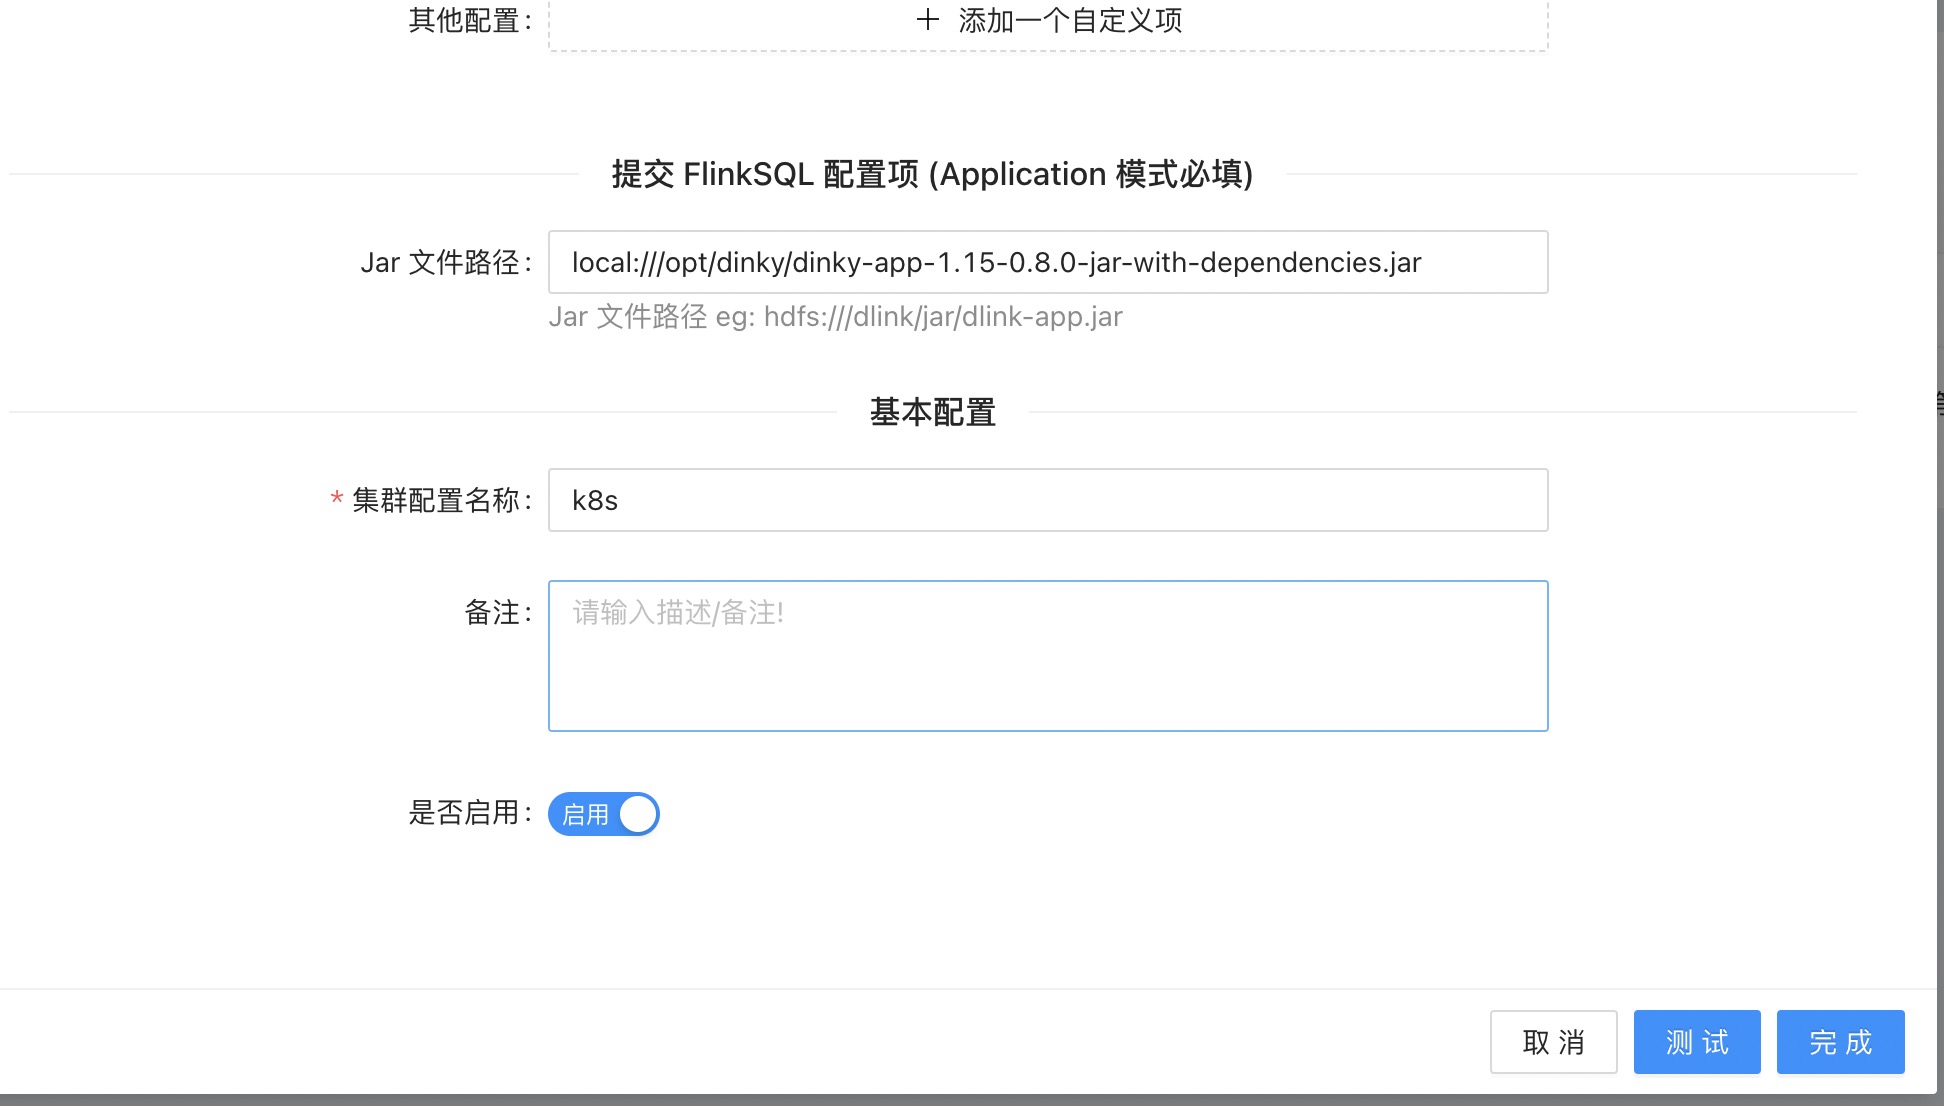 其他配置:
+ 添加一个自定义项
提交 FlinkSQL 配置项 (Application 模式必填)
Jar 文件路径:
local:///opt/dinky/dinky-app-1.15-0.8.0-jar-with-dependencies.jar
Jar 文件路径 eg: hdfs:///dlink/jar/dlink-app.jar
基本配置
* 集群配置名称:
k8s
备注:
请输入描述/备注!
是否启用:
启用
取 消
测 试
完 成